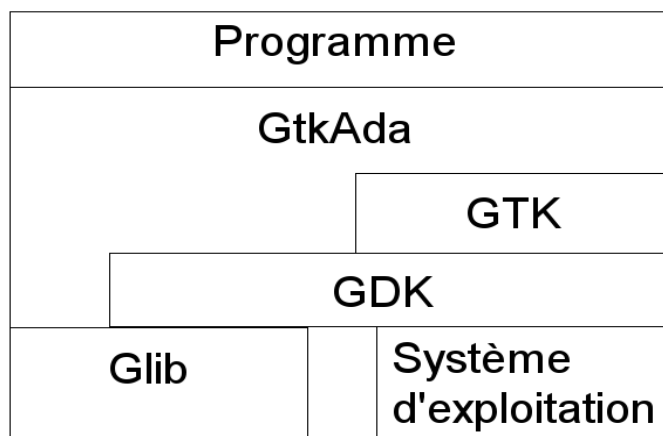 Programme
GtkAda
GTK
GDK
Glib
Système
d'exploitation